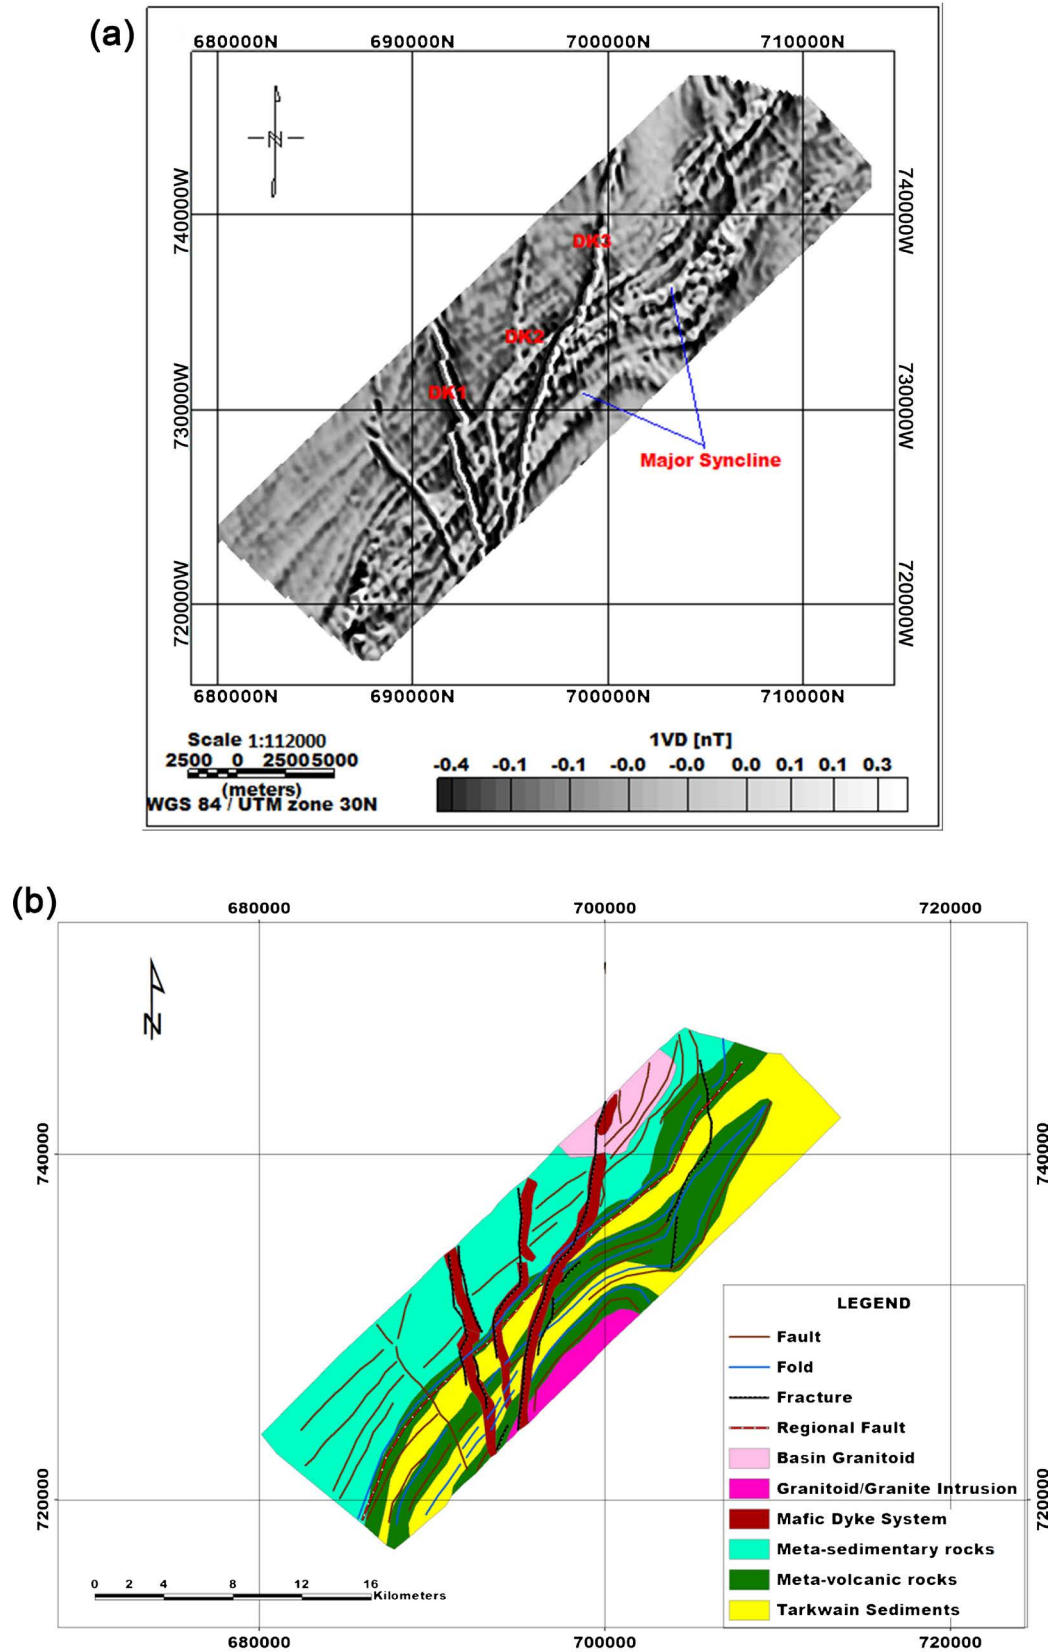 (a)
680000N 690000N 700000N 710000N
N
740000W 740000W
DK3
DK2
DK1
730000W 730000W
Major Syncline
720000W 720000W
680000N 690000N 700000N 710000N
Scale 1:112000
2500 0 2500 5000
(meters)
WGS 84 / UTM zone 30N
1VD [nT]
-0.4 -0.1 -0.1 -0.0 -0.0 0.0 0.1 0.1 0.3
(b)
680000 700000 720000
N
740000 740000
720000 720000
LEGEND
Fault
Fold
Fracture
Regional Fault
Basin Granitoid
Granitoid/Granite Intrusion
Mafic Dyke System
Meta-sedimentary rocks
Meta-volcanic rocks
Tarkwain Sediments
0 2 4 8 12 16
Kilometers
680000 700000 720000